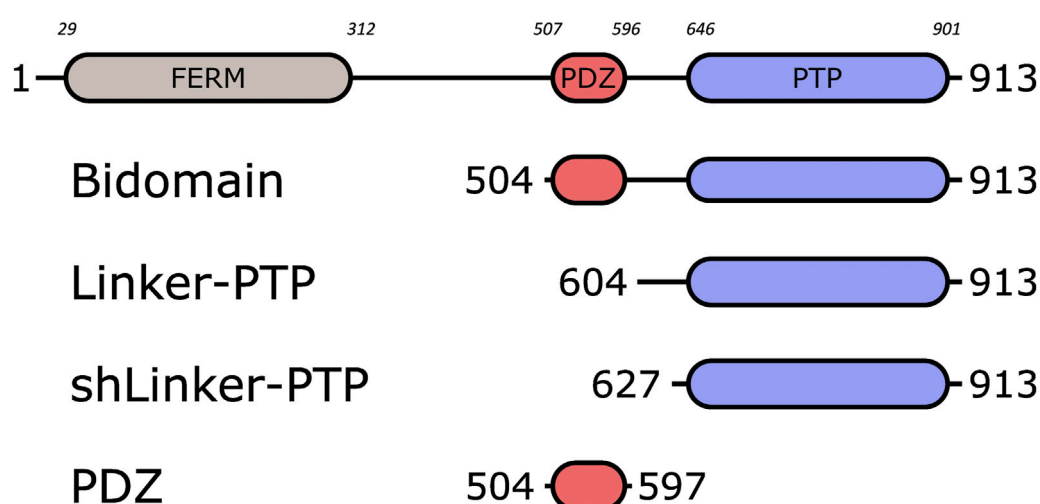 29 312 507 596 646 901
1 FERM PDZ PTP 913
Bidomain 504 913
Linker-PTP 604 913
shLinker-PTP 627 913
PDZ 504 597